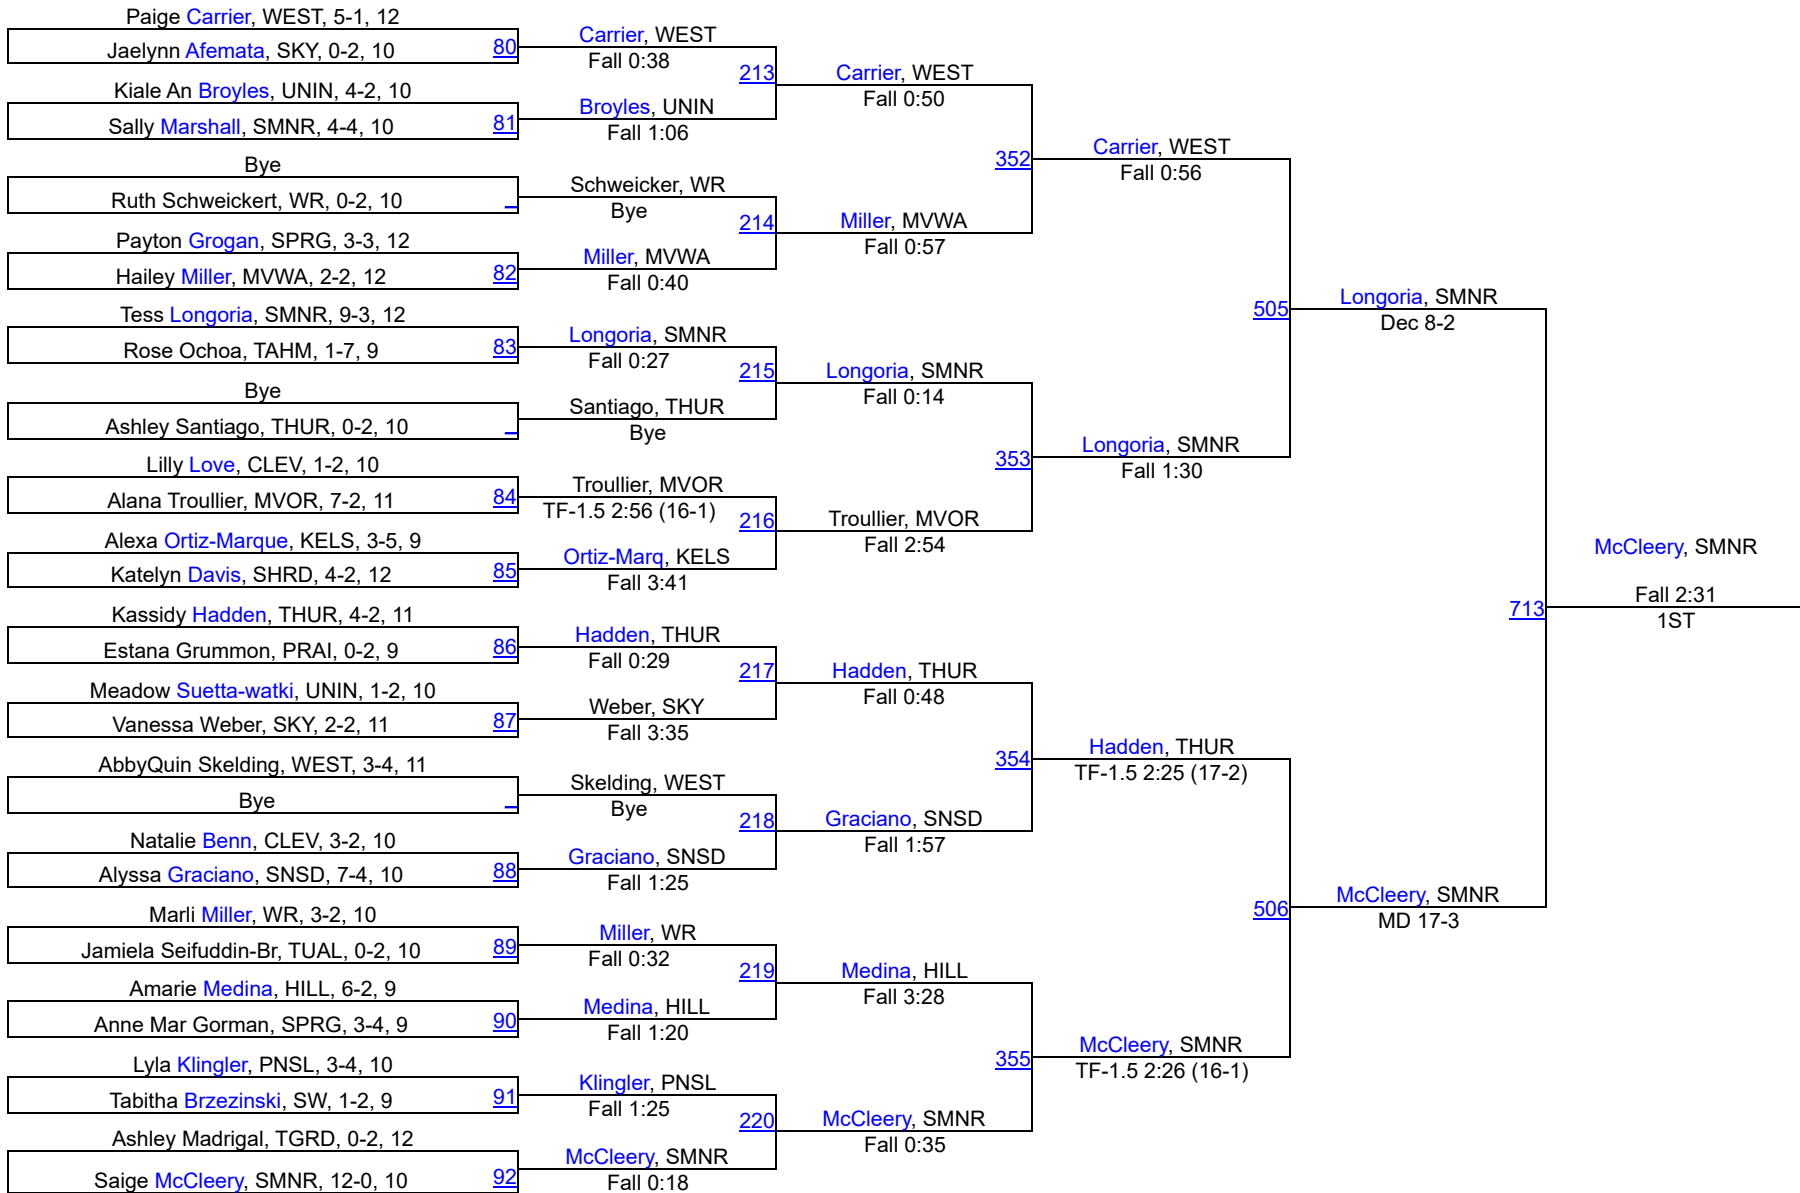 Paige Carrier, WEST, 5-1, 12
Jaelynn Afemata, SKY, 0-2, 10
80
Kiale An Broyles, UNIN, 4-2, 10
Sally Marshall, SMNR, 4-4, 10
81
Bye
Ruth Schweickert, WR, 0-2, 10
_
Payton Grogan, SPRG, 3-3, 12
Hailey Miller, MVWA, 2-2, 12
82
Tess Longoria, SMNR, 9-3, 12
Rose Ochoa, TAHM, 1-7, 9
83
Bye
Ashley Santiago, THUR, 0-2, 10
_
Lilly Love, CLEV, 1-2, 10
Alana Troullier, MVOR, 7-2, 11
84
Alexa Ortiz-Marque, KELS, 3-5, 9
Katelyn Davis, SHRD, 4-2, 12
85
Kassidy Hadden, THUR, 4-2, 11
Estana Grummon, PRAI, 0-2, 9
86
Meadow Suetta-watki, UNIN, 1-2, 10
Vanessa Weber, SKY, 2-2, 11
87
AbbyQuin Skelding, WEST, 3-4, 11
Bye
_
Natalie Benn, CLEV, 3-2, 10
Alyssa Graciano, SNSD, 7-4, 10
88
Marli Miller, WR, 3-2, 10
Jamiela Seifuddin-Br, TUAL, 0-2, 10
89
Amarie Medina, HILL, 6-2, 9
Anne Mar Gorman, SPRG, 3-4, 9
90
Lyla Klingler, PNSL, 3-4, 10
Tabitha Brzezinski, SW, 1-2, 9
91
Ashley Madrigal, TGRD, 0-2, 12
Saige McCleery, SMNR, 12-0, 10
92
Carrier, WEST
Fall 0:38
213
Broyles, UNIN
Fall 1:06
Schweicker, WR
Bye
214
Miller, MVWA
Fall 0:40
Longoria, SMNR
Fall 0:27
215
Santiago, THUR
Bye
Troullier, MVOR
TF-1.5 2:56 (16-1)
216
Ortiz-Marq, KELS
Fall 3:41
Hadden, THUR
Fall 0:29
217
Weber, SKY
Fall 3:35
Skelding, WEST
Bye
218
Graciano, SNSD
Fall 1:25
Miller, WR
Fall 0:32
219
Medina, HILL
Fall 1:20
Klingler, PNSL
Fall 1:25
220
McCleery, SMNR
Fall 0:18
Carrier, WEST
Fall 0:50
352
Miller, MVWA
Fall 0:57
Longoria, SMNR
Fall 0:14
353
Troullier, MVOR
Fall 2:54
Hadden, THUR
Fall 0:48
354
Graciano, SNSD
Fall 1:57
Medina, HILL
Fall 3:28
355
McCleery, SMNR
Fall 0:35
Carrier, WEST
Fall 0:56
505
Longoria, SMNR
Fall 1:30
Hadden, THUR
TF-1.5 2:25 (17-2)
506
McCleery, SMNR
TF-1.5 2:26 (16-1)
Longoria, SMNR
Dec 8-2
713
McCleery, SMNR
MD 17-3
McCleery, SMNR
Fall 2:31
1ST